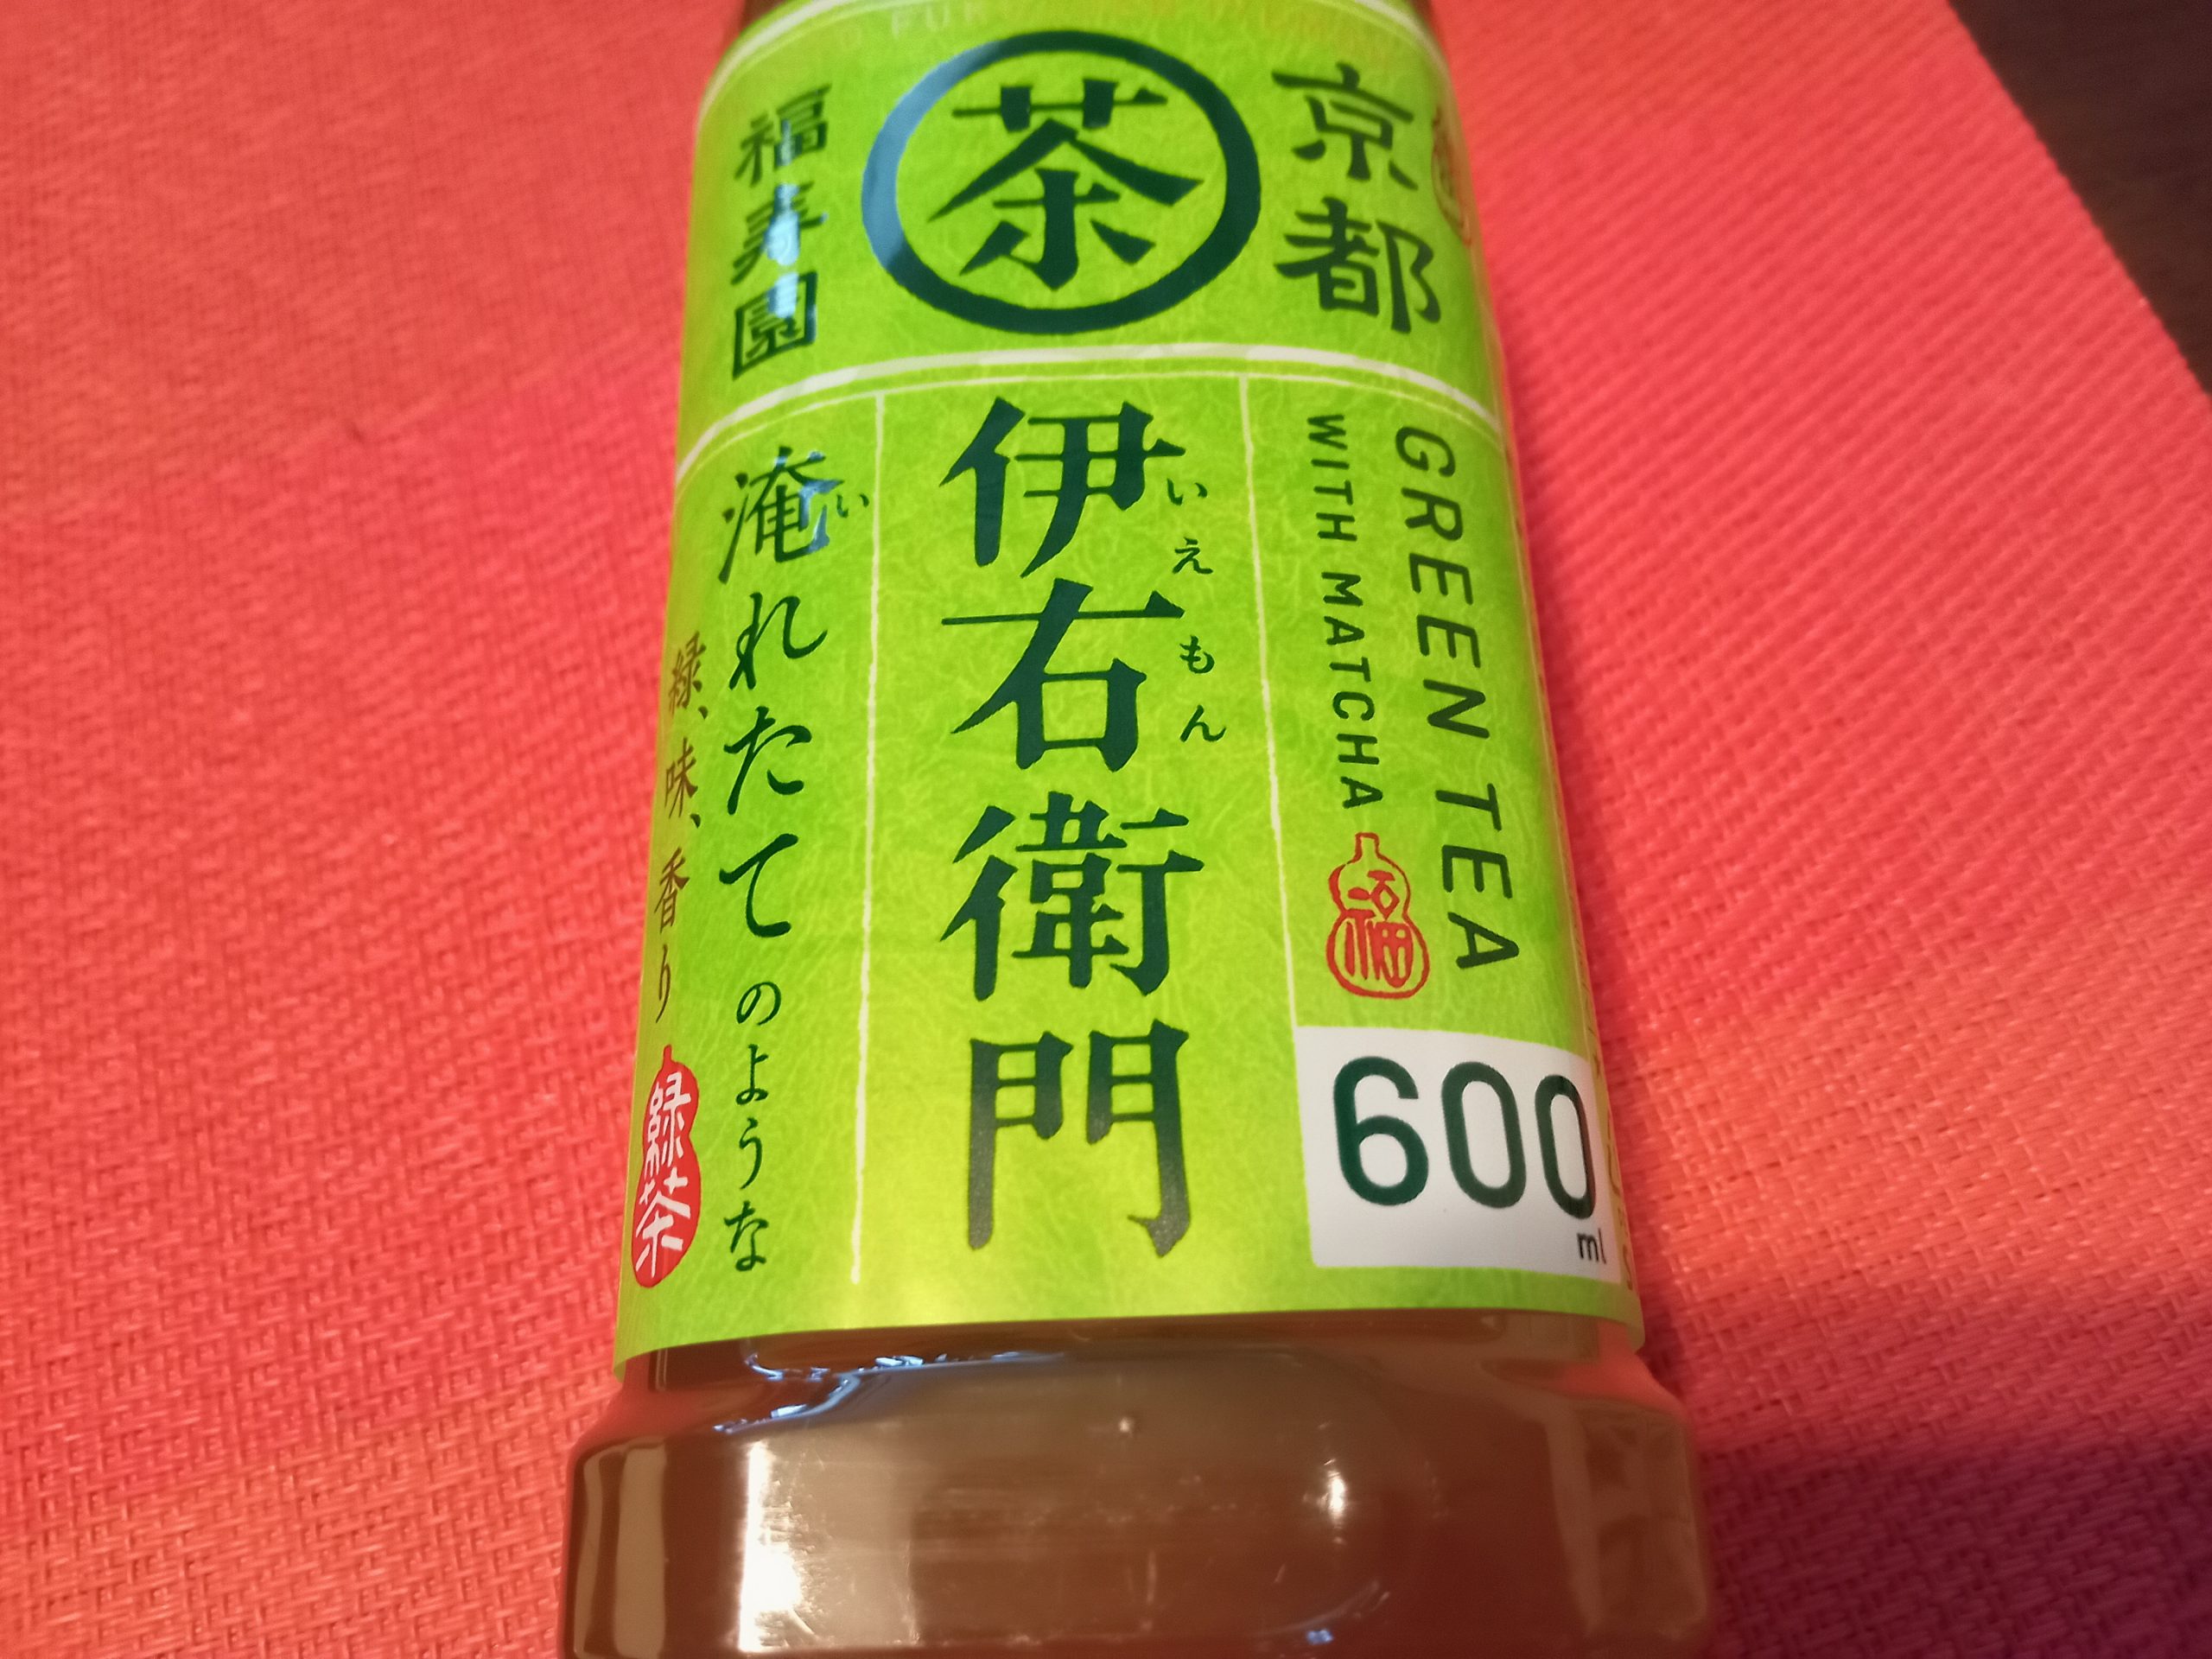 京都
茶
福寿園
GREEN TEA
WITH MATCHA
福
600
ml
いえもん
伊右衛門
い
淹れたてのような
緑、味、香り
緑茶